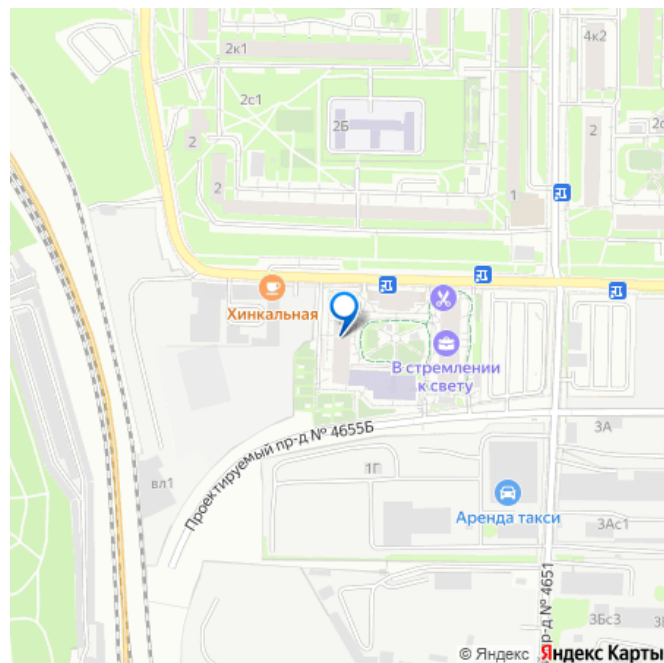 2к1
4к2
2с1
2Б
2
2
2с
2
1
Хинкальная
В стремлении
к свету
Проектируемый пр-д № 4655Б
3А
1Г
вл1
Аренда такси
3Ас1
пр-д № 4651
3Бс3
© Яндекс Яндекс Карты